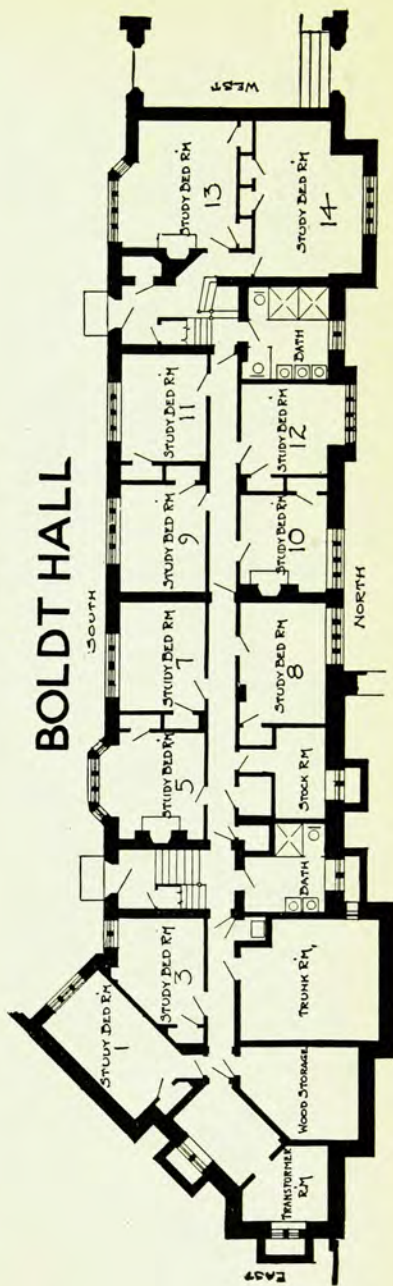 BOLDT HALL
SOUTH
WEST
STUDY BED RM
13
STUDY BED RM
14
STUDY BED RM
11
BATH
STUDY BED RM
12
STUDY BED RM
9
STUDY BED RM
10
STUDY BED RM
7
STUDY BED RM
8
NORTH
STUDY BED RM
5
STOCK RM
BATH
STUDY BED RM
3
STUDY BED RM
1
TRUNK RM,
WOOD STORAGE
TRANSFORMER
RM
EAST